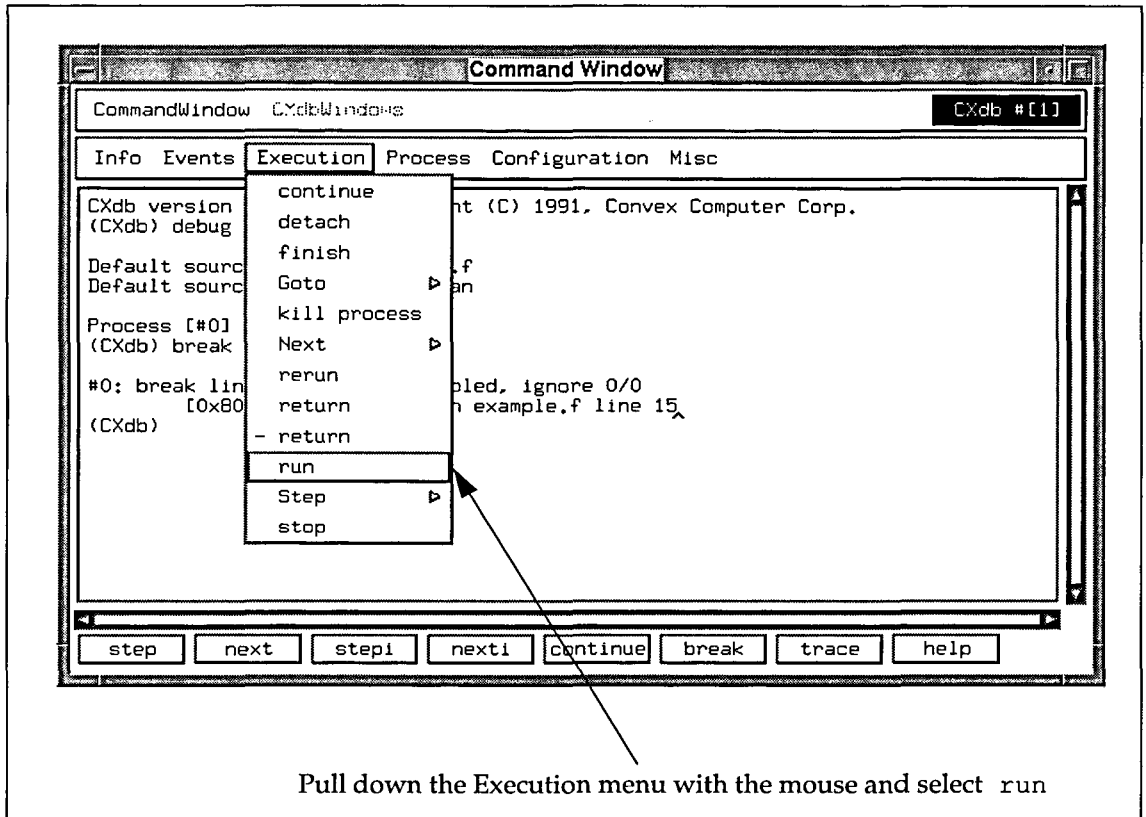 Command Window
CommandWindow CXdbWindows CXdb #[1]
Info Events Execution Process Configuration Misc
CXdb version nt (C) 1991, Convex Computer Corp.
(CXdb) debug
Default sourc .f
Default sourc an
Process [#0]
(CXdb) break
#0: break lin bled, ignore 0/0
[0x80 n example.f line 15
(CXdb)
continue
detach
finish
Goto
kill process
Next
rerun
return
– return
run
Step
stop
step next stepi nexti continue break trace help
Pull down the Execution menu with the mouse and select run